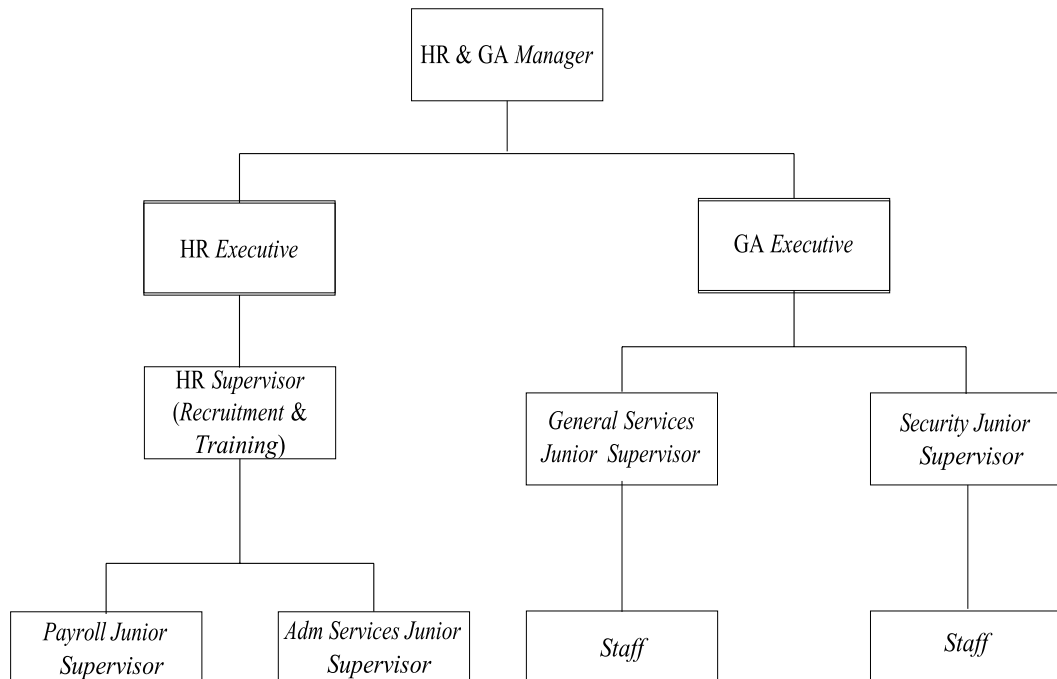 HR & GA Manager
HR Executive
GA Executive
HR Supervisor
(Recruitment &
Training)
General Services
Junior Supervisor
Security Junior
Supervisor
Payroll Junior
Supervisor
Adm Services Junior
Supervisor
Staff
Staff